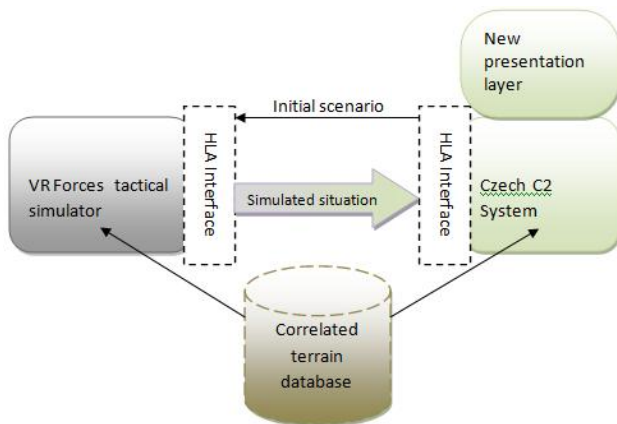 New
presentation
layer
Initial scenario
HLA Interface
HLA Interface
VR Forces tactical
simulator
Simulated situation
Czech C2
System
Correlated
terrain
database